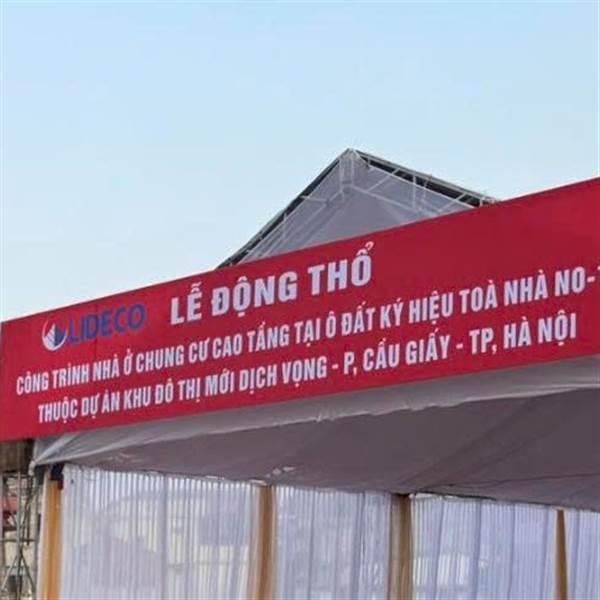 LIDECO LỄ ĐỘNG THỔ
CÔNG TRÌNH NHÀ Ở CHUNG CƯ CAO TẦNG TẠI Ô ĐẤT KÝ HIỆU TOÀ NHÀ NO-
THUỘC DỰ ÁN KHU ĐÔ THỊ MỚI DỊCH VỌNG - P, CẦU GIẤY - TP, HÀ NỘI